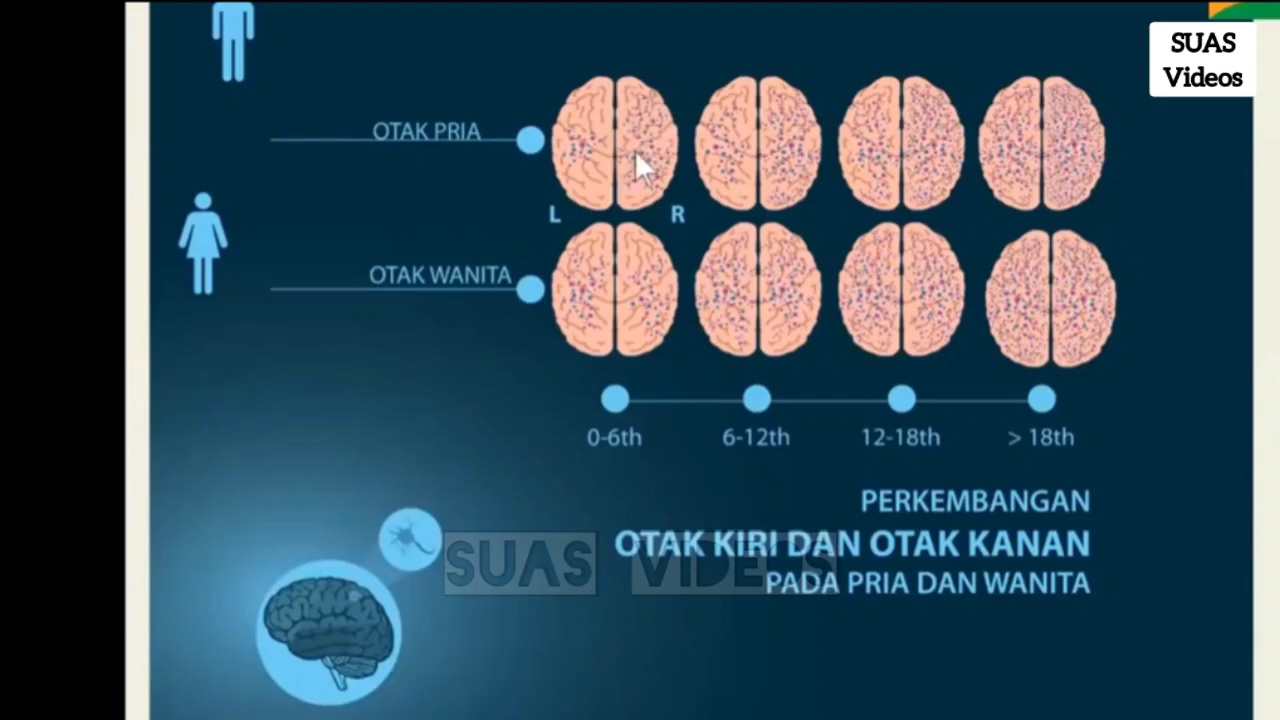 SUAS
Videos
OTAK PRIA
L R
OTAK WANITA
0-6th 6-12th 12-18th > 18th
PERKEMBANGAN
OTAK KIRI DAN OTAK KANAN
PADA PRIA DAN WANITA
SUAS VIDEOS